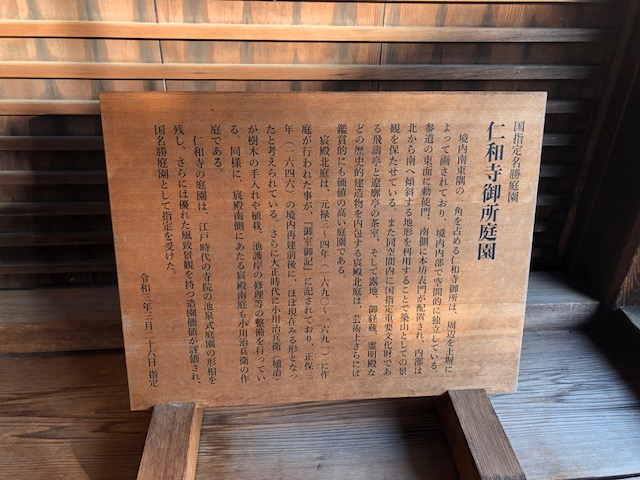 国指定名勝庭園
仁和寺御所庭園
境内南東隅の一角を占める仁和寺御所は、周辺を土塀に
よって画されており、境内内部で空間的に独立している。
参道の東面に勅使門、南側に本坊表門が配置され、内部は
北から南へ傾斜する地形を利用することで築山としての景
観を保たせている。また同空間内に国指定重要文化財であ
る飛濤亭と遼廓亭の茶室、そして露地、御経蔵、霊明殿な
どの歴史的建造物を内包する宸殿北庭は、芸術上さらには
鑑賞的にも価値の高い庭園である。
宸殿北庭は、元禄三~四年(一六九〇~一六九一)に作
庭が行われた事が、「御室御記」に記されており、正保三
年(一六四六)の境内再建前後に、ほぼ現在みる形となっ
たと考えられている。さらに大正時代に小川治兵衛(植治)
が樹木の手入れや植栽、池護岸の修理等の整備を行ってい
る。同様に、宸殿南側にあたる宸殿南庭も小川治兵衛の作
庭である。
仁和寺の庭園は、江戸時代の寺院の池泉式庭園の形相を
残し、さらには優れた風致景観を持つ造園価値が評価され、
国名勝庭園として指定を受けた。
令和三年三月二十六日 指定